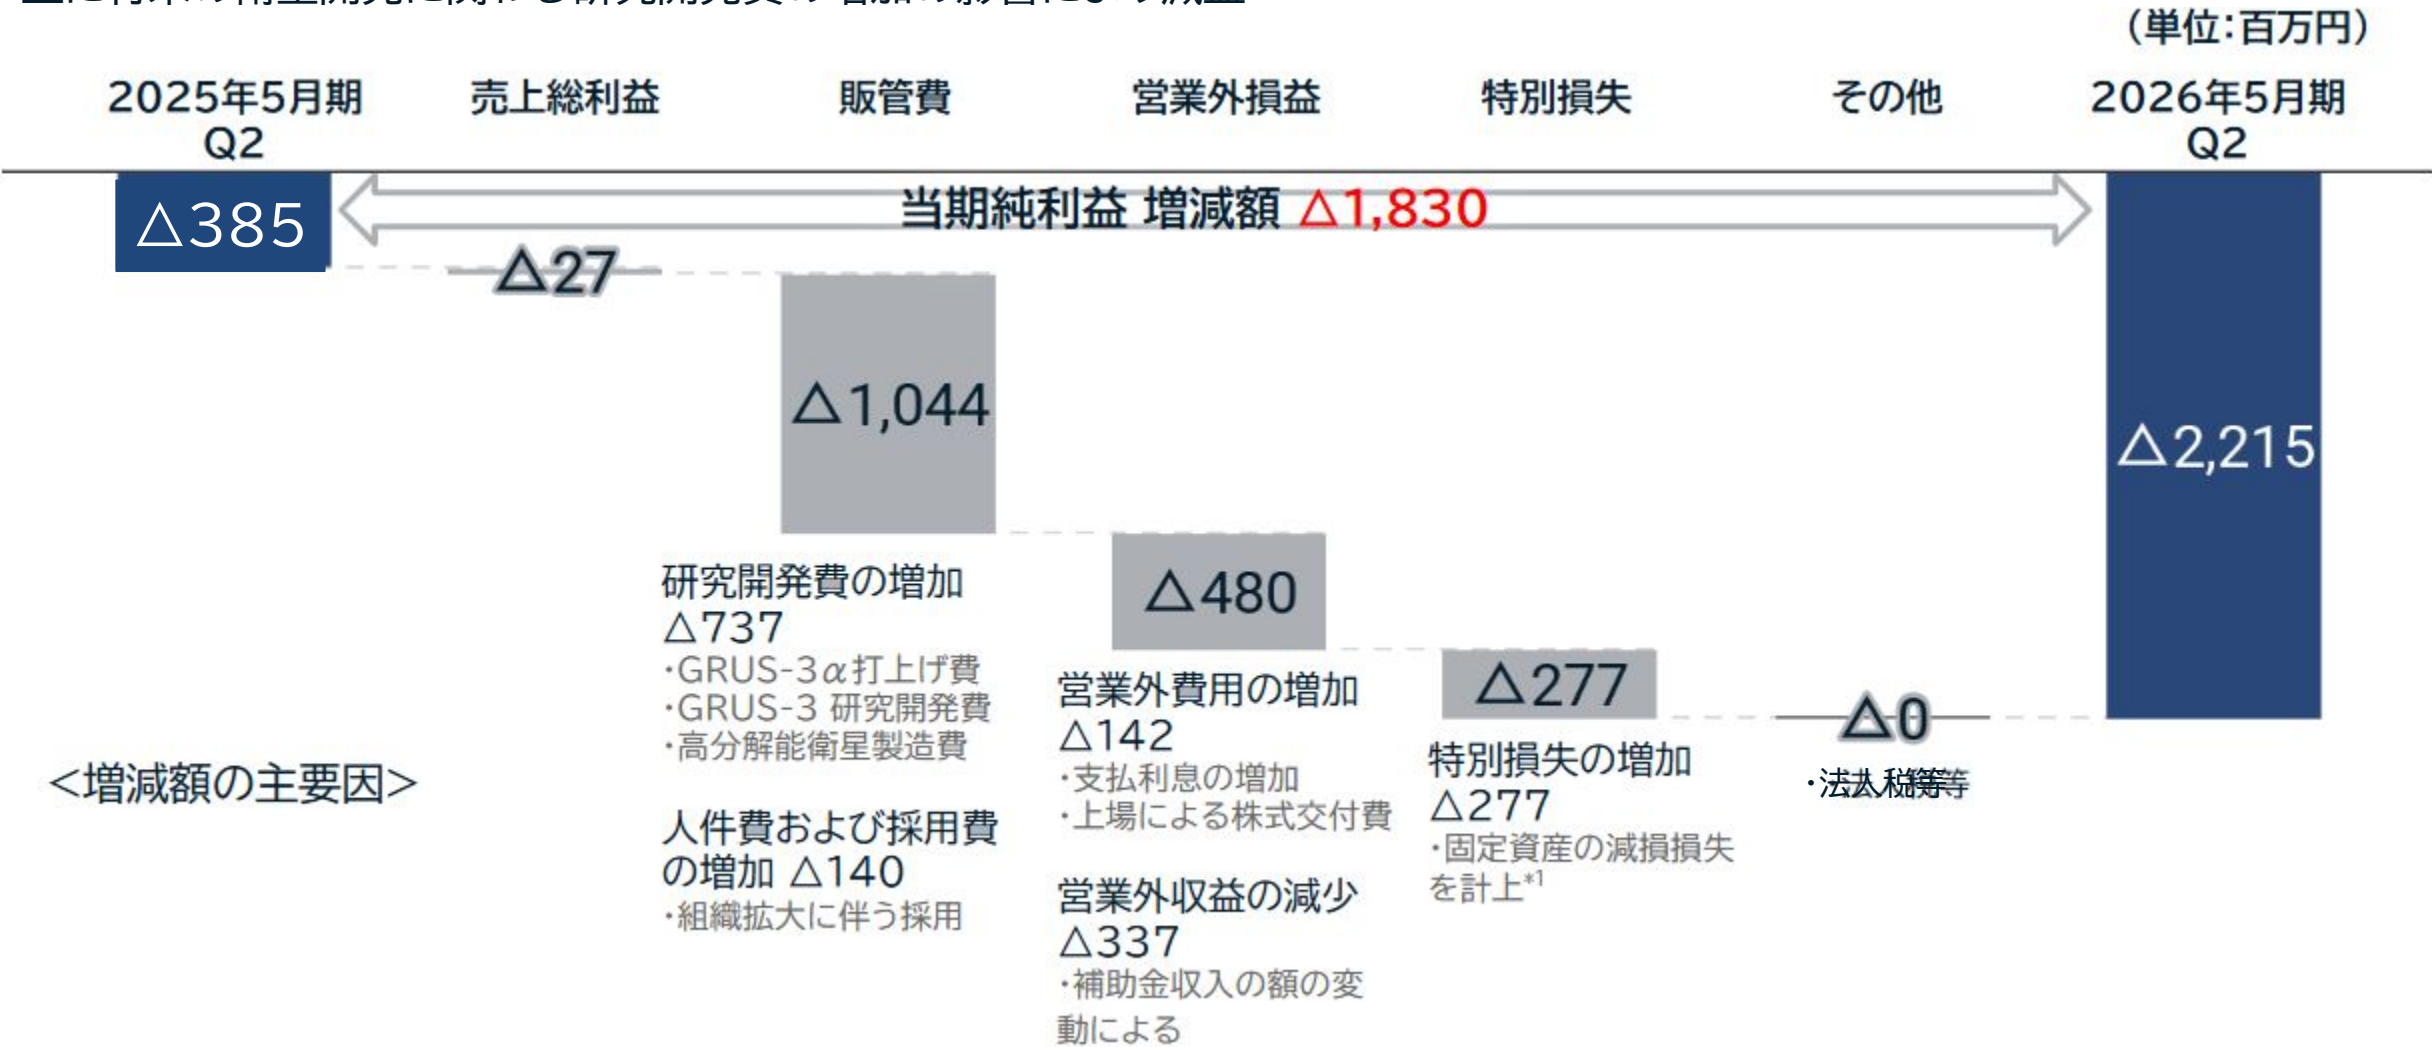 (単位:百万円)
2025年5月期
Q2
売上総利益
販管費
営業外損益
特別損失
その他
2026年5月期
Q2
△385
当期純利益 増減額 △1,830
△27
△1,044
△480
△277
△0
△2,215
<増減額の主要因>
研究開発費の増加
△737
・GRUS-3α打上げ費
・GRUS-3 研究開発費
・高分解能衛星製造費
人件費および採用費
の増加 △140
・組織拡大に伴う採用
営業外費用の増加
△142
・支払利息の増加
・上場による株式交付費
営業外収益の減少
△337
・補助金収入の額の変
動による
特別損失の増加
△277
・固定資産の減損損失
を計上*1
・法人税等